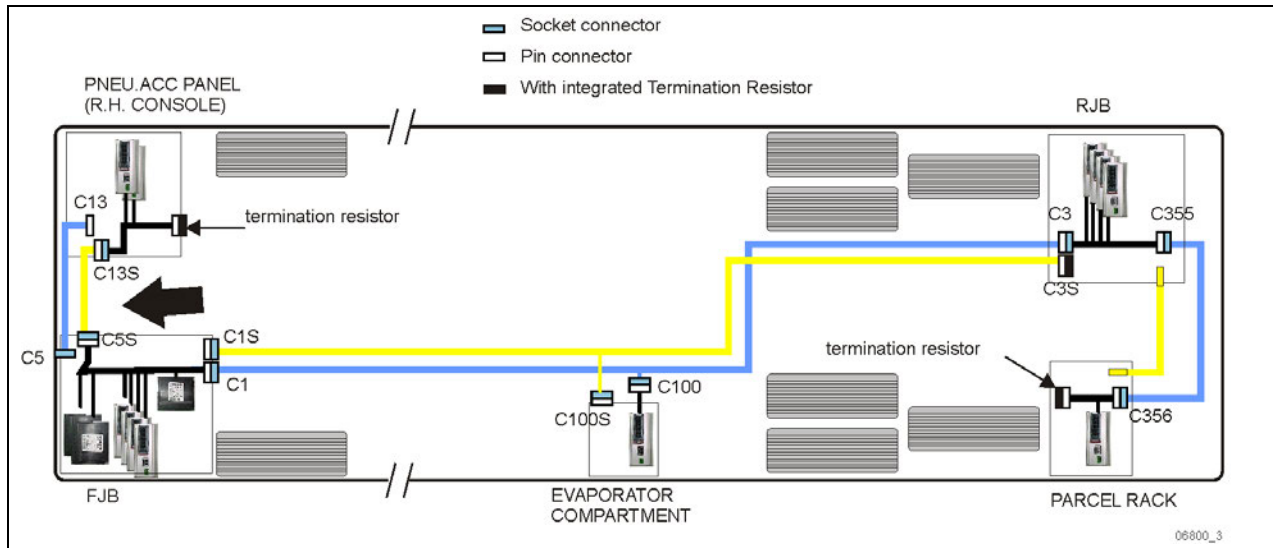 Socket connector
Pin connector
With integrated Termination Resistor
PNEU.ACC PANEL
(R.H. CONSOLE)
RJB
C13
termination resistor
C13S
C3
C355
C3S
C5S
C5
C1S
C1
termination resistor
C100
C100S
C356
FJB
EVAPORATOR
COMPARTMENT
PARCEL RACK
06800_3